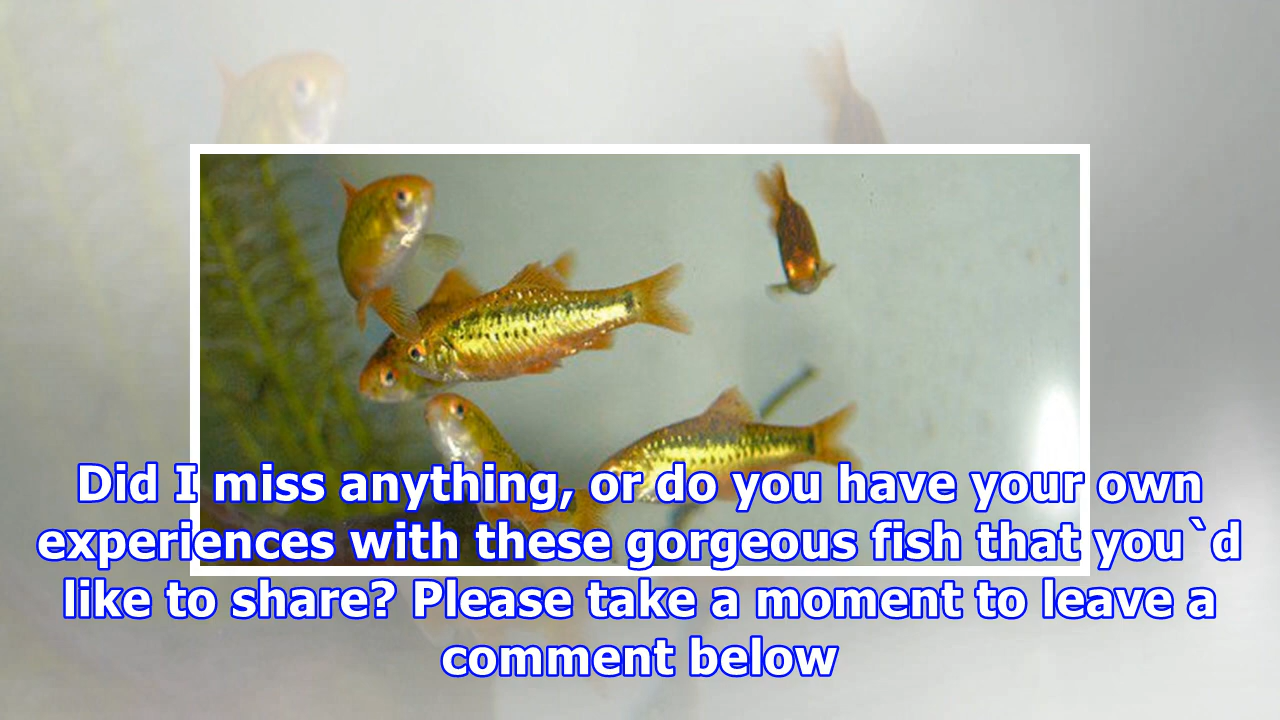 Did I miss anything, or do you have your own
experiences with these gorgeous fish that you`d
like to share? Please take a moment to leave a
comment below